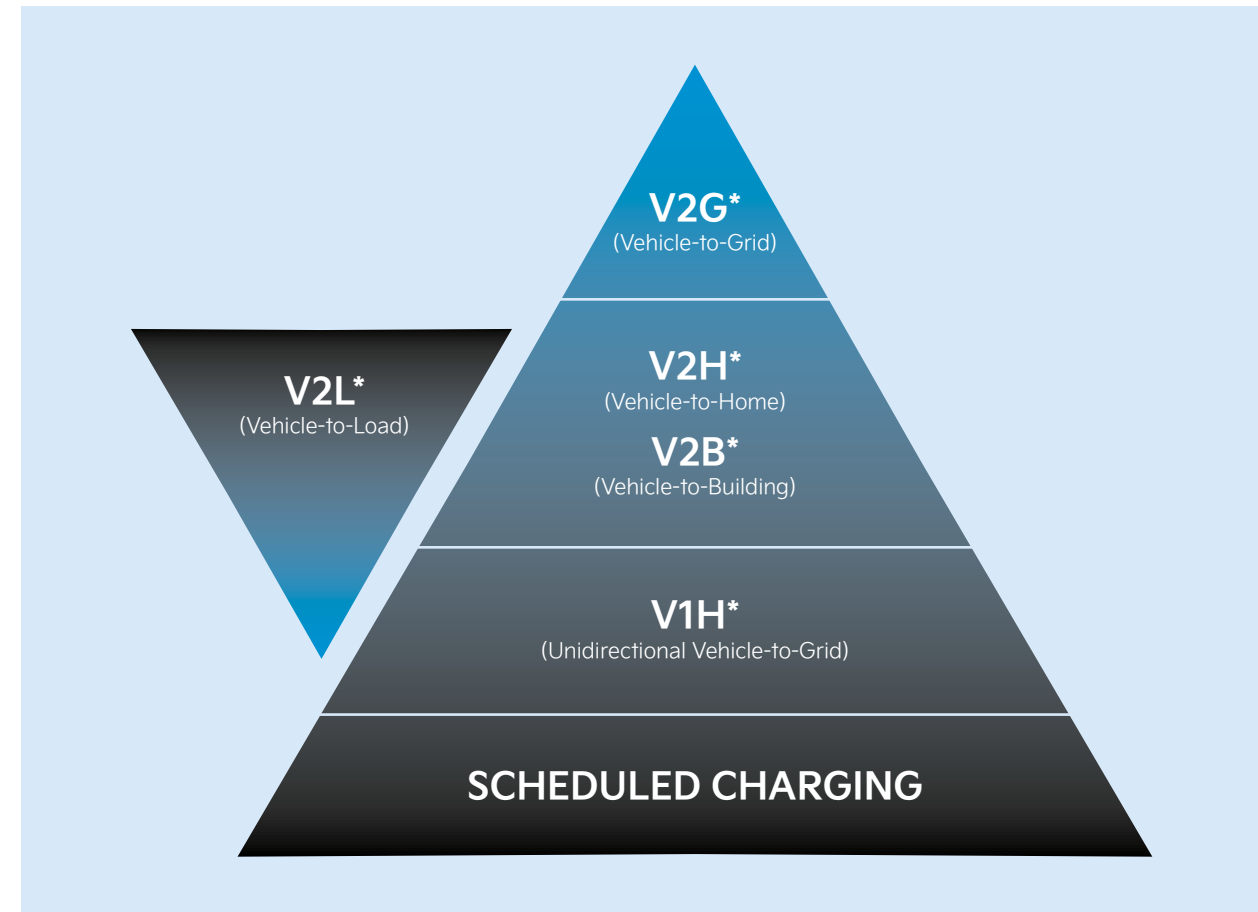 V2G*
(Vehicle-to-Grid)
V2L*
(Vehicle-to-Load)
V2H*
(Vehicle-to-Home)
V2B*
(Vehicle-to-Building)
V1H*
(Unidirectional Vehicle-to-Grid)
SCHEDULED CHARGING